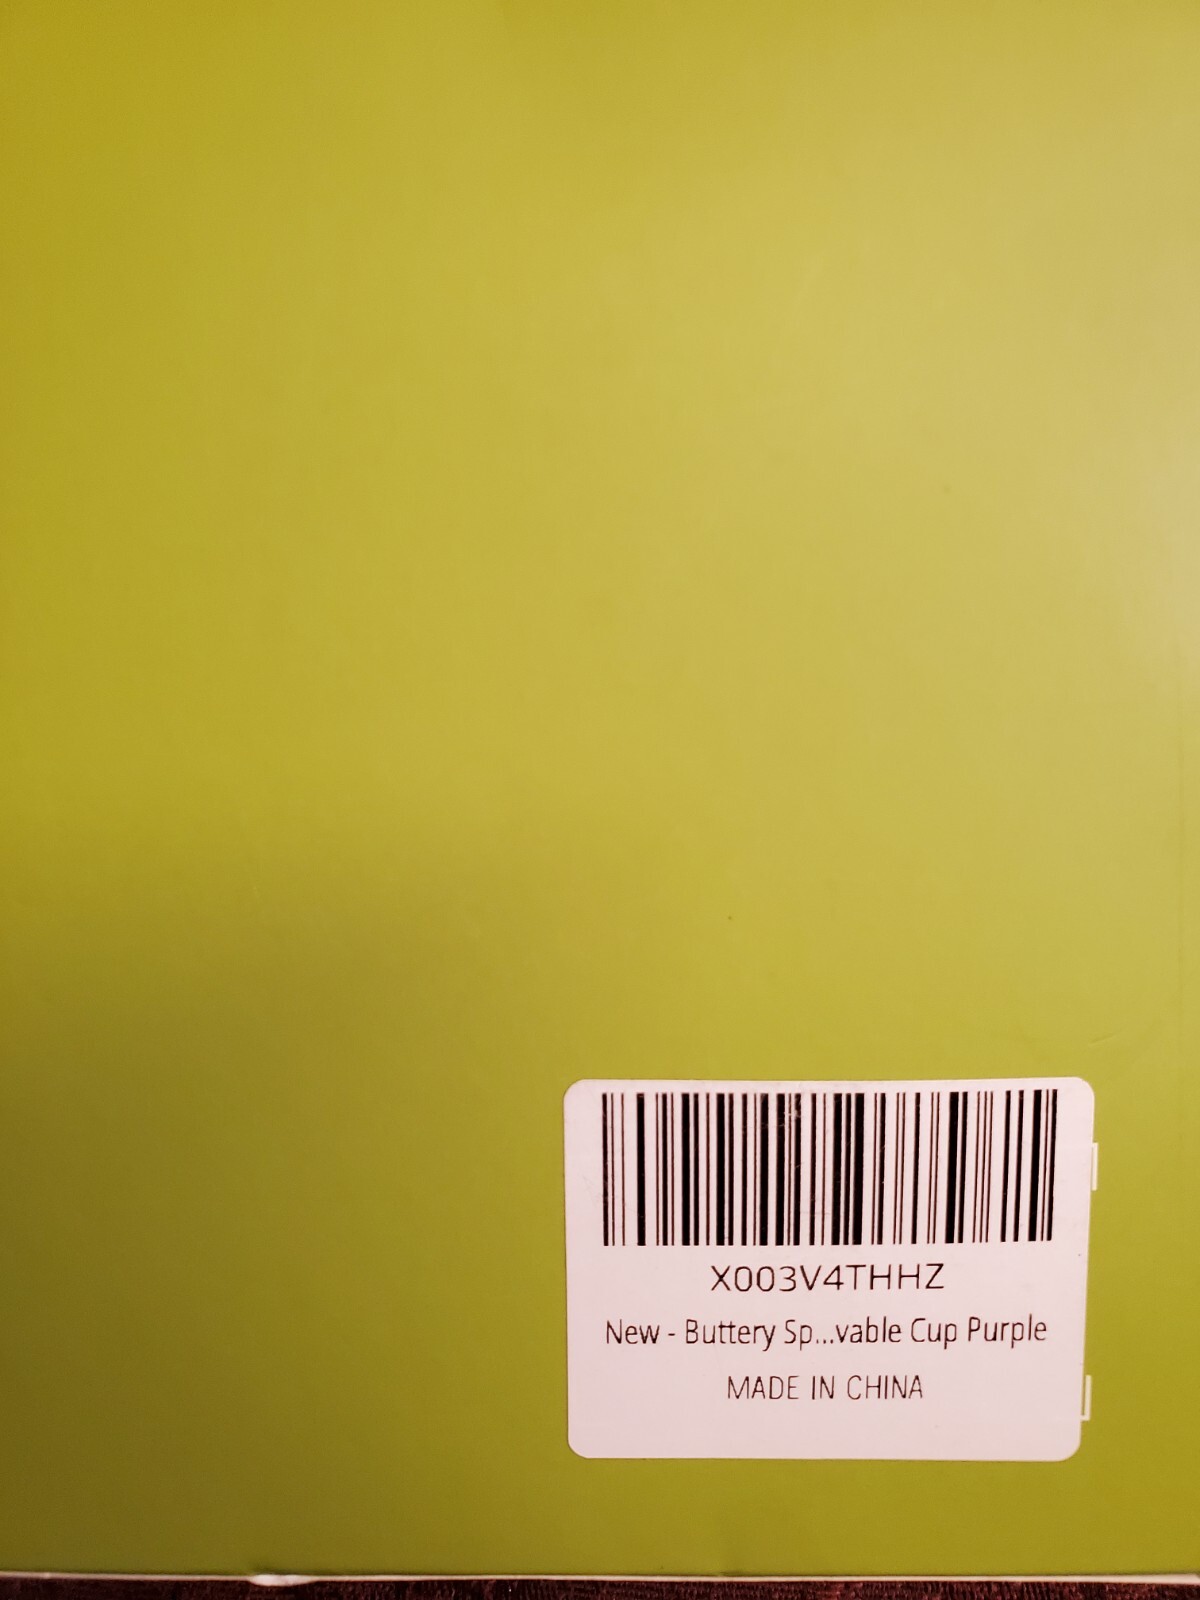 X003V4THHZ
New - Buttery Sp...vable Cup Purple
MADE IN CHINA